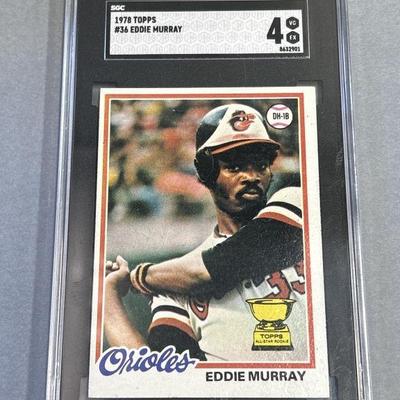 SGC
1978 TOPPS
#36 EDDIE MURRAY
4
VG
EX
8632901
DH-1B
33
TOPPS
ALL-STAR ROOKIE
Orioles
EDDIE MURRAY